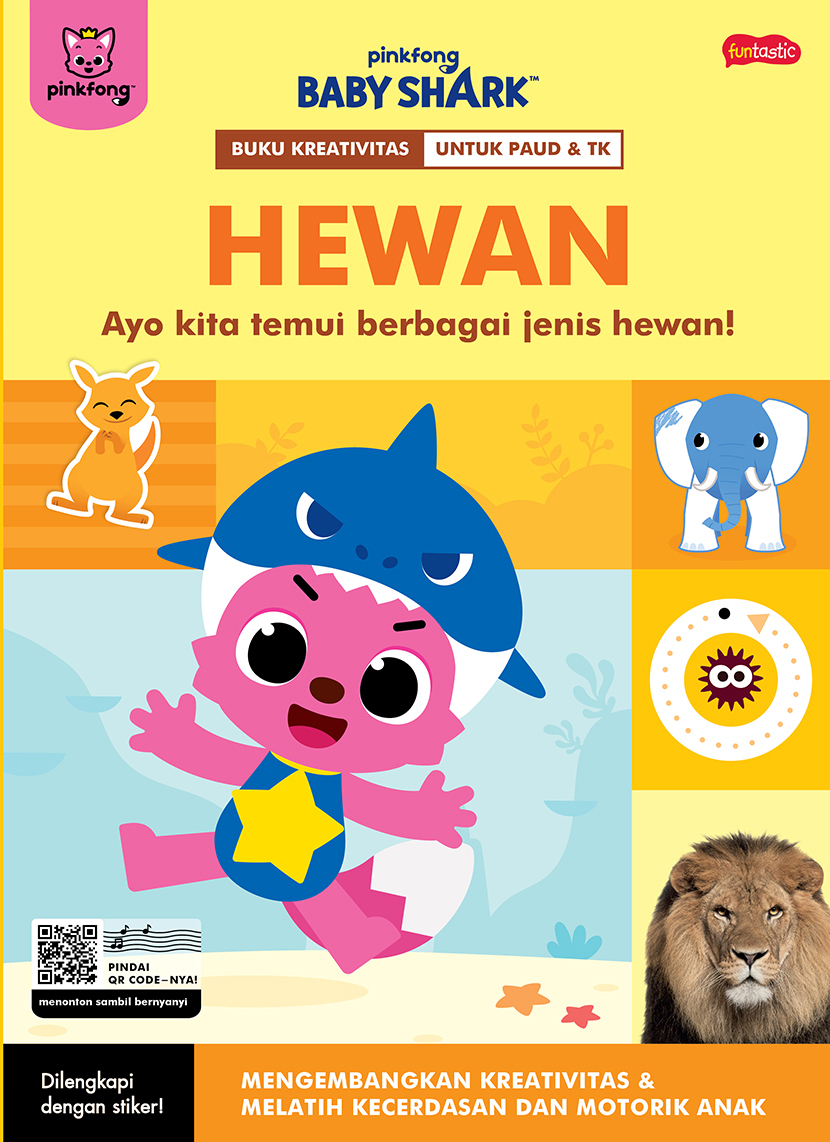 pinkfong™
funtastic
pinkfong
BABY SHARK™
BUKU KREATIVITAS UNTUK PAUD & TK
HEWAN
Ayo kita temui berbagai jenis hewan!
PINDAI
QR CODE–NYA!
menonton sambil bernyanyi
Dilengkapi
dengan stiker!
MENGEMBANGKAN KREATIVITAS &
MELATIH KECERDASAN DAN MOTORIK ANAK